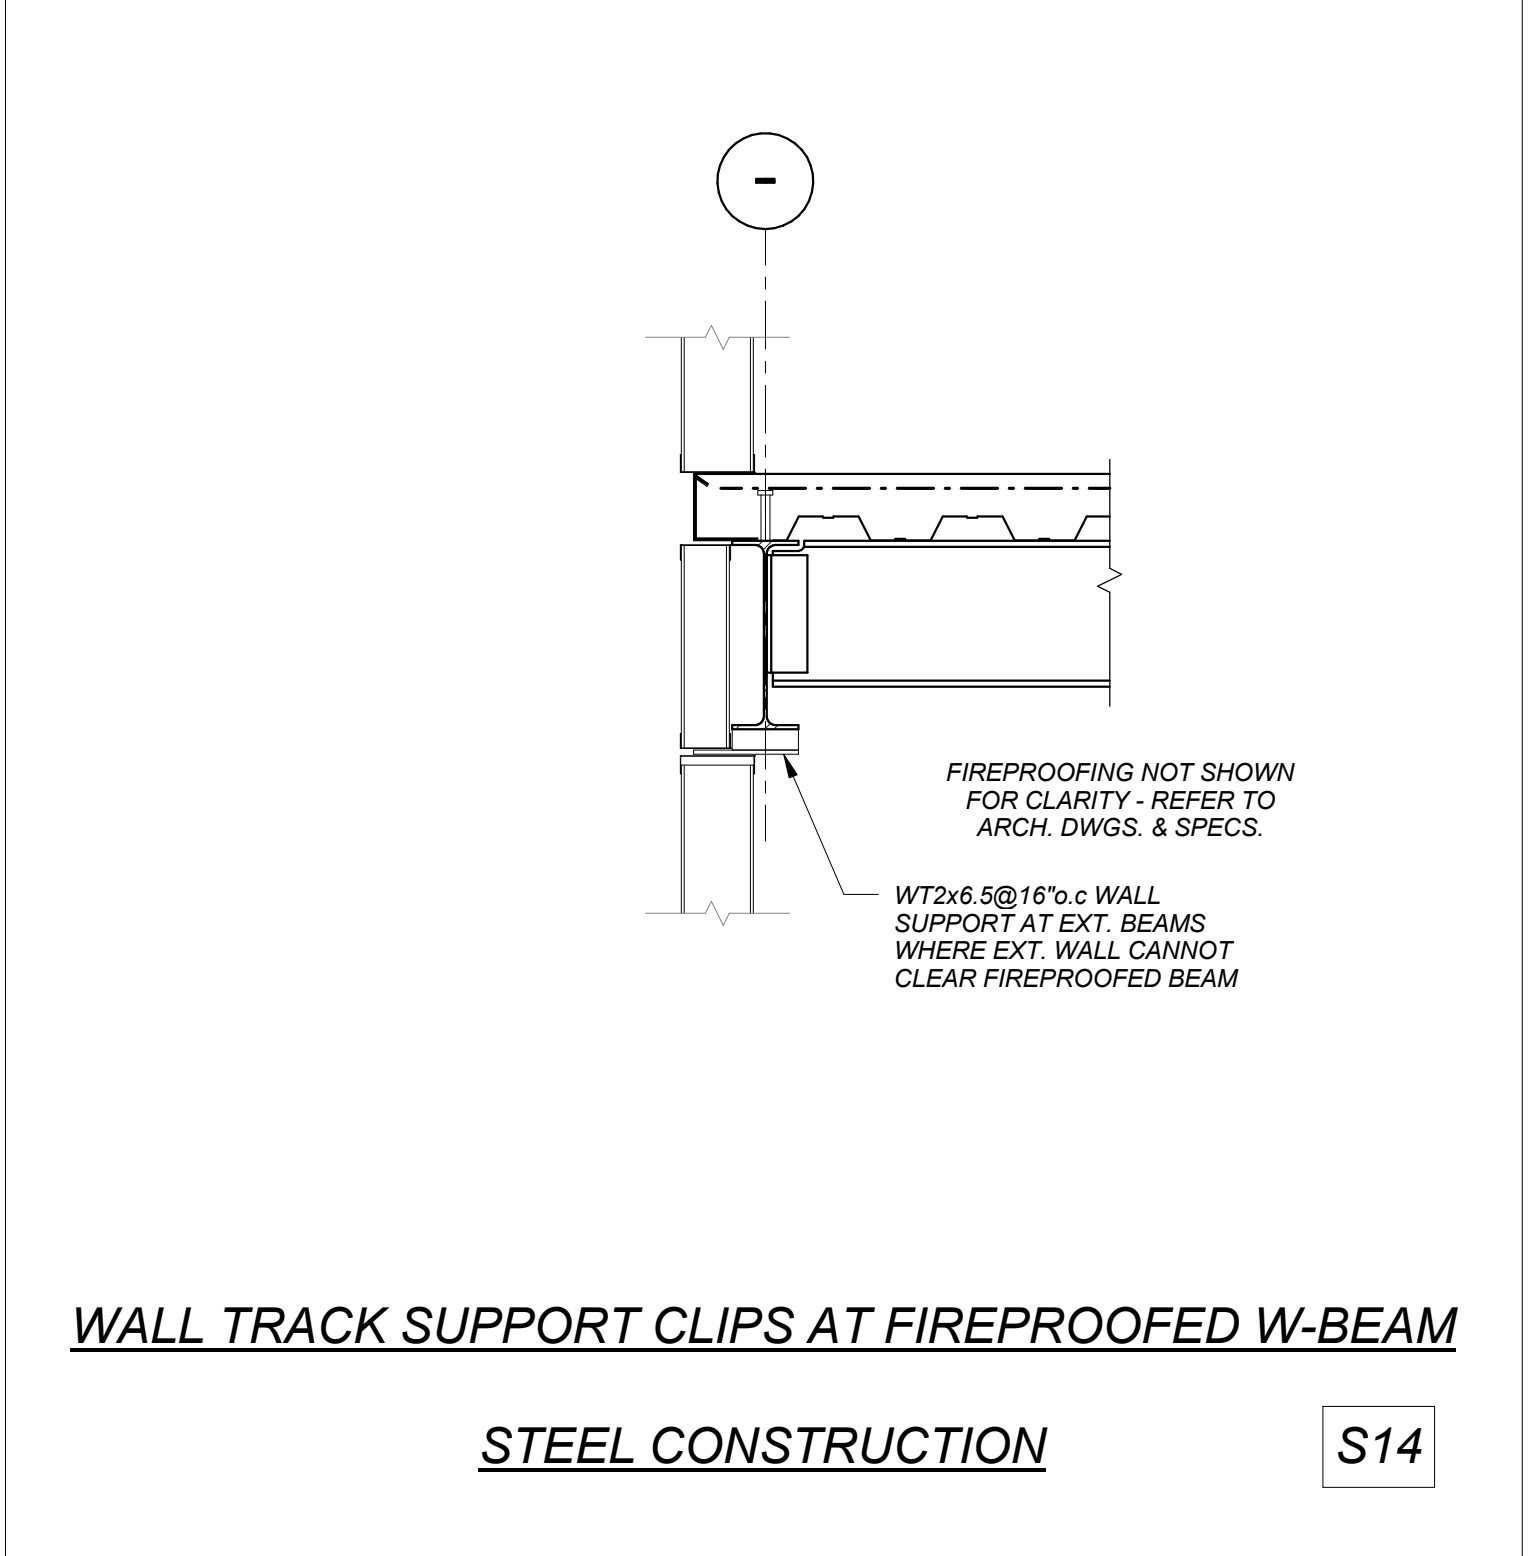 -
FIREPROOFING NOT SHOWN
FOR CLARITY - REFER TO
ARCH. DWGS. & SPECS.
WT2x6.5@16"o.c WALL
SUPPORT AT EXT. BEAMS
WHERE EXT. WALL CANNOT
CLEAR FIREPROOFED BEAM
WALL TRACK SUPPORT CLIPS AT FIREPROOFED W-BEAM
STEEL CONSTRUCTION
S14